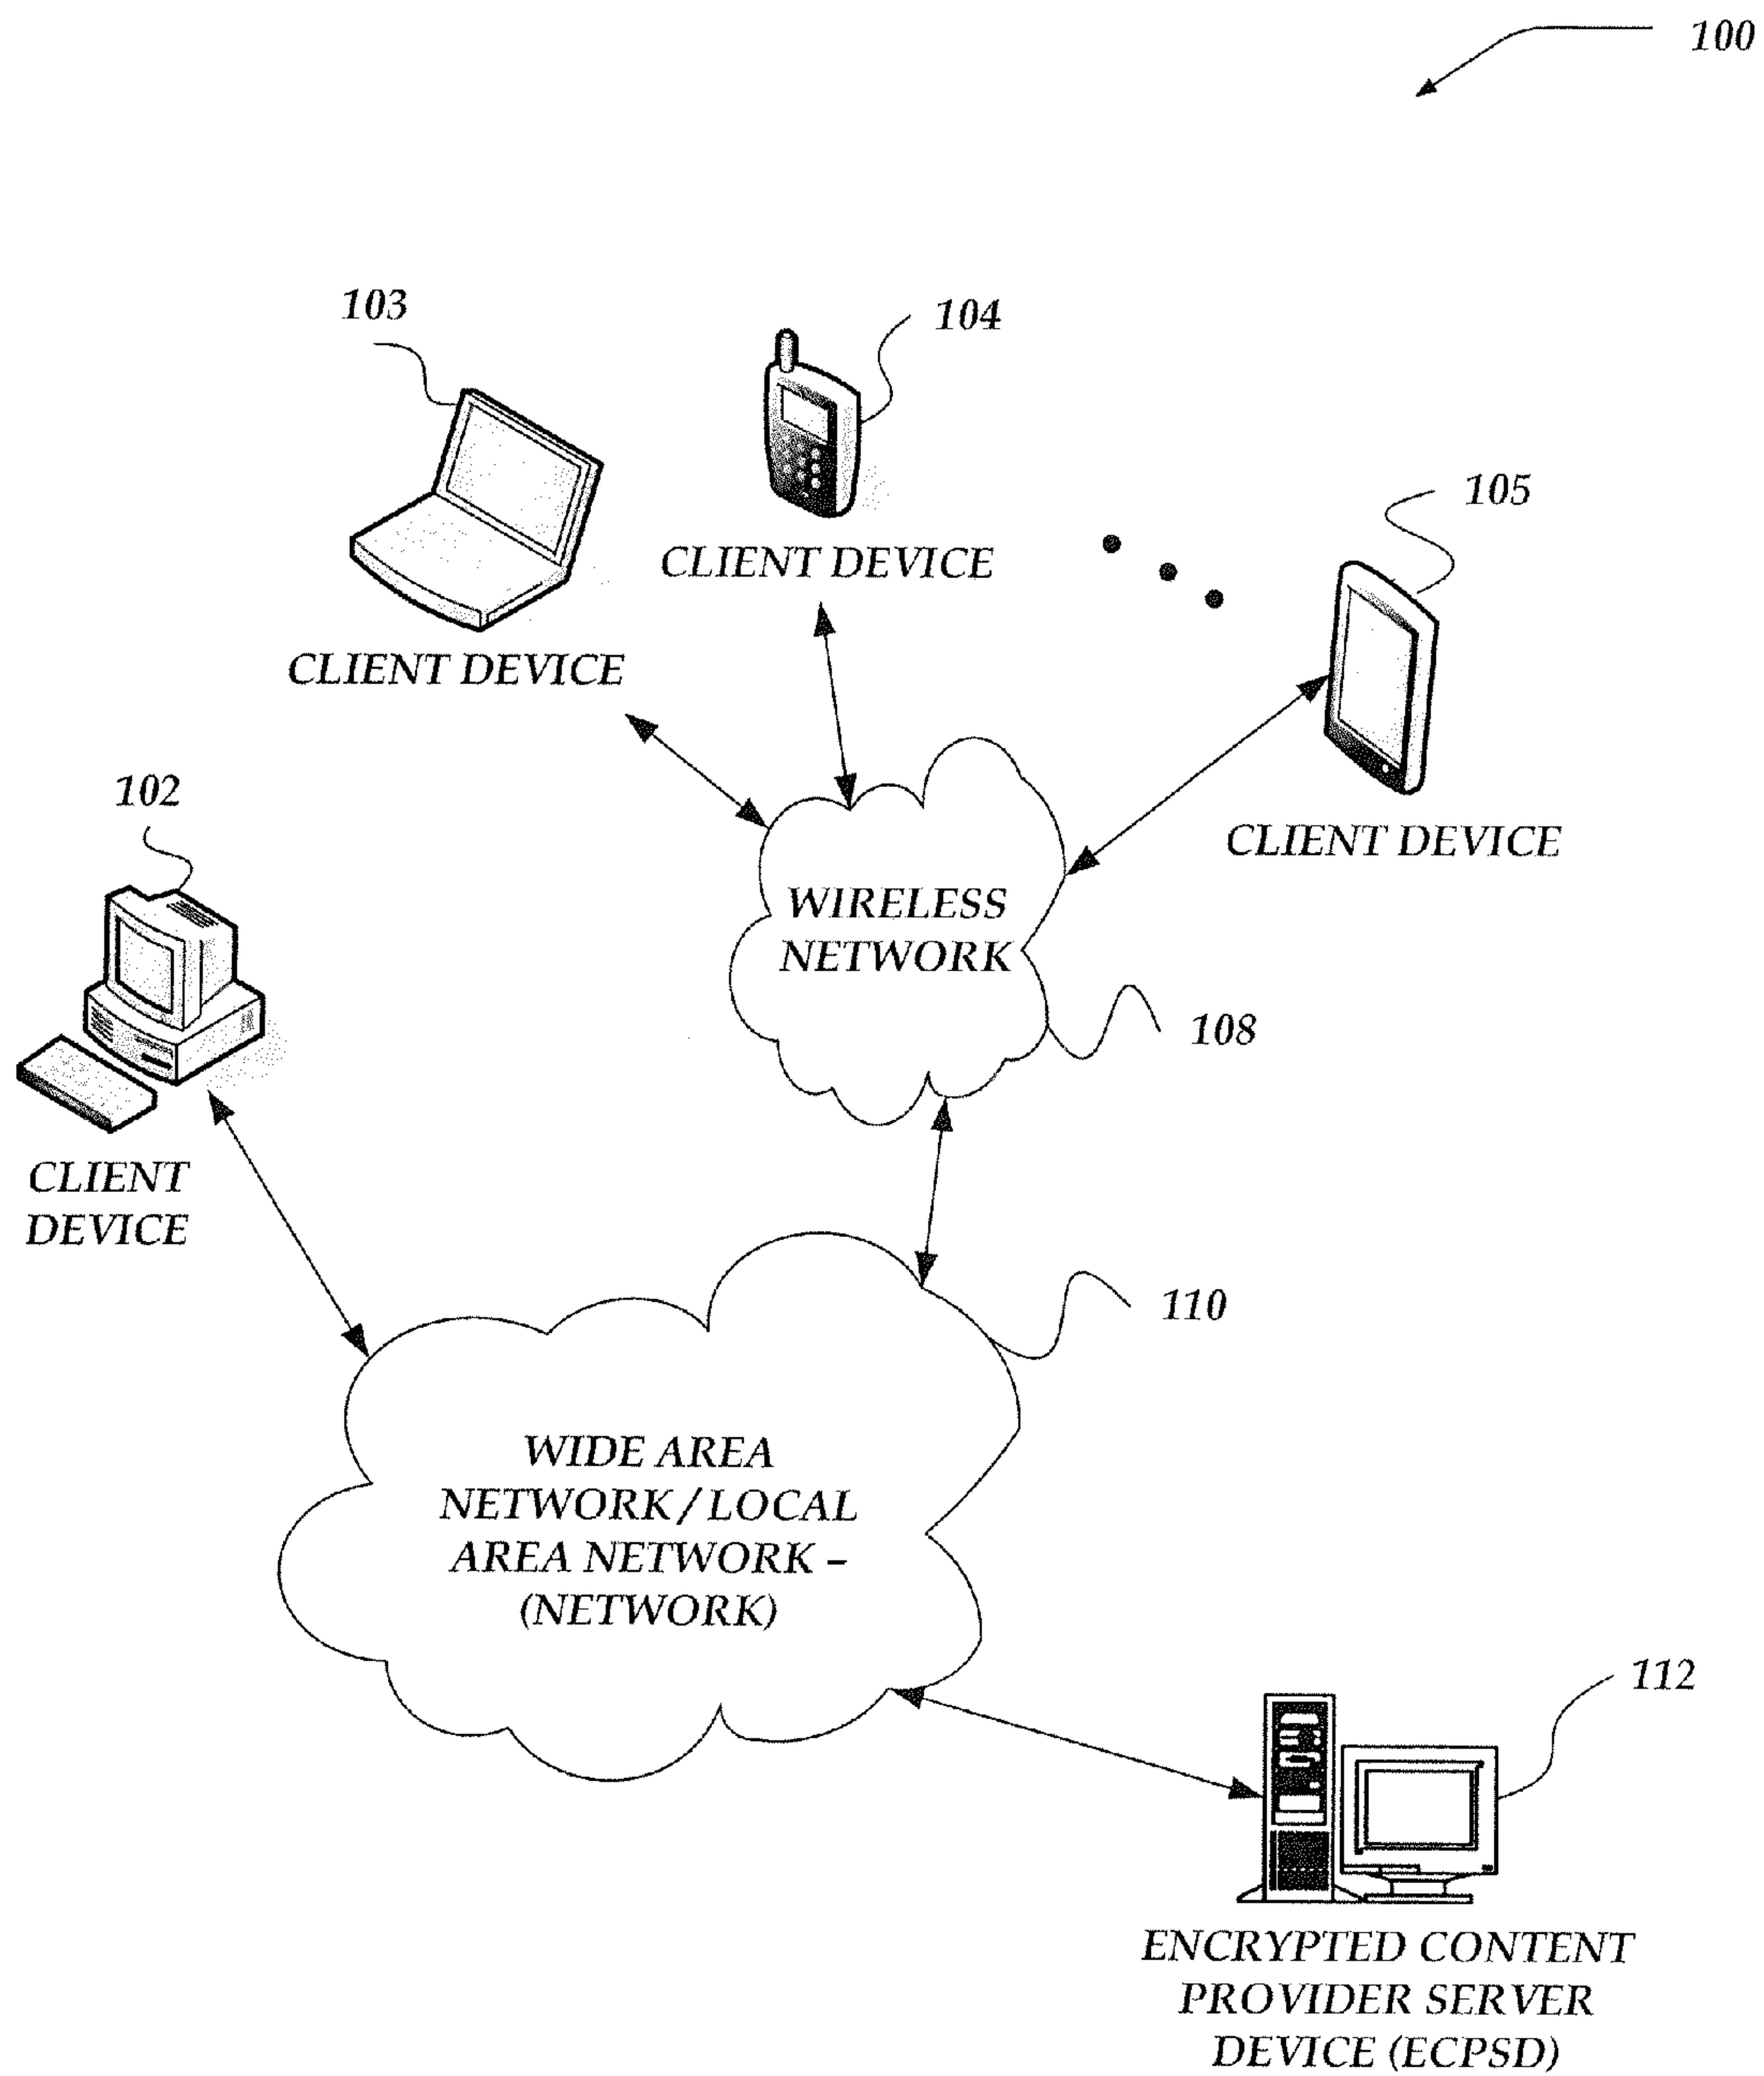 100
103
104
CLIENT DEVICE
105
CLIENT DEVICE
102
CLIENT DEVICE
WIRELESS
NETWORK
108
CLIENT
DEVICE
110
WIDE AREA
NETWORK / LOCAL
AREA NETWORK –
(NETWORK)
112
ENCRYPTED CONTENT
PROVIDER SERVER
DEVICE (ECPSD)